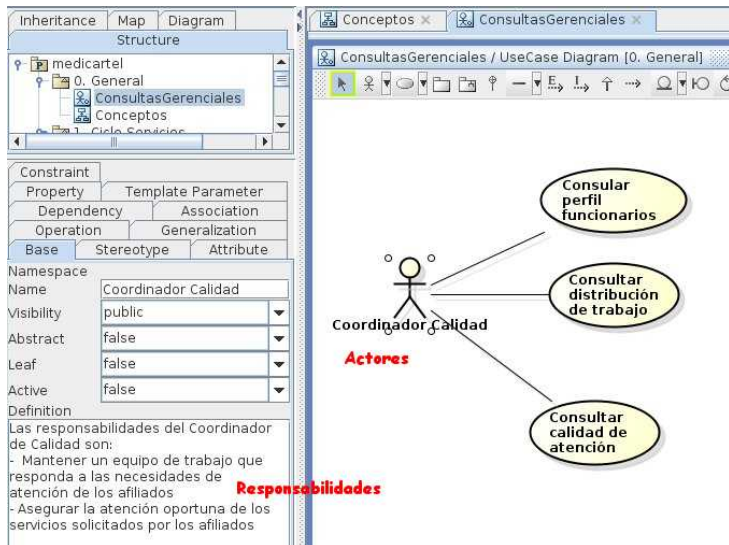 Inheritance Map Diagram
Structure
medicartel
0. General
ConsultasGerenciales
Conceptos
1. Ciclo Servicios
Constraint
Property Template Parameter
Dependency Association
Operation Generalization
Base Stereotype Attribute
Namespace
Name Coordinador Calidad
Visibility public
Abstract false
Leaf false
Active false
Definition
Las responsabilidades del Coordinador
de Calidad son:
- Mantener un equipo de trabajo que
responda a las necesidades de
atención de los afiliados
- Asegurar la atención oportuna de los
servicios solicitados por los afiliados
Responsabilidades
Conceptos
ConsultasGerenciales
ConsultasGerenciales / UseCase Diagram [0. General]
Consular
perfil
funcionarios
Consultar
distribución
de trabajo
Coordinador Calidad
Actores
Consultar
calidad de
atención